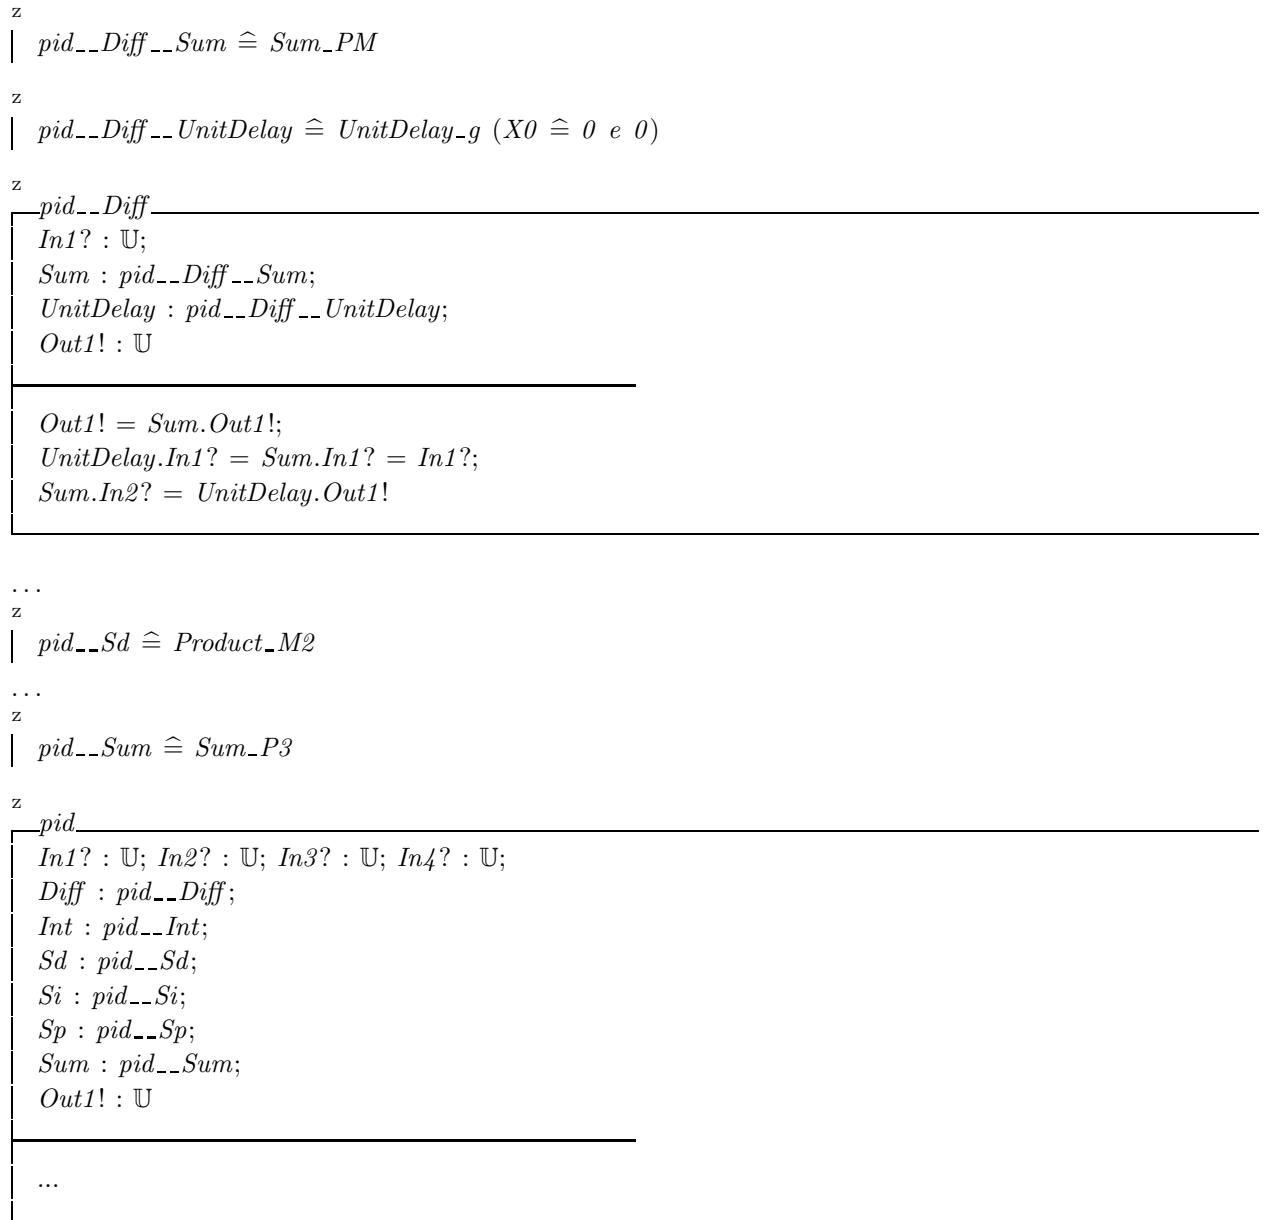 z
pid__Diff__Sum ≙ Sum_PM
z
pid__Diff__UnitDelay ≙ UnitDelay_g (X0 ≙ 0 e 0)
z
pid__Diff
In1? : 𝕌;
Sum : pid__Diff__Sum;
UnitDelay : pid__Diff__UnitDelay;
Out1! : 𝕌
Out1! = Sum.Out1!;
UnitDelay.In1? = Sum.In1? = In1?;
Sum.In2? = UnitDelay.Out1!
...
z
pid__Sd ≙ Product_M2
...
z
pid__Sum ≙ Sum_P3
z
pid
In1? : 𝕌; In2? : 𝕌; In3? : 𝕌; In4? : 𝕌;
Diff : pid__Diff;
Int : pid__Int;
Sd : pid__Sd;
Si : pid__Si;
Sp : pid__Sp;
Sum : pid__Sum;
Out1! : 𝕌
...